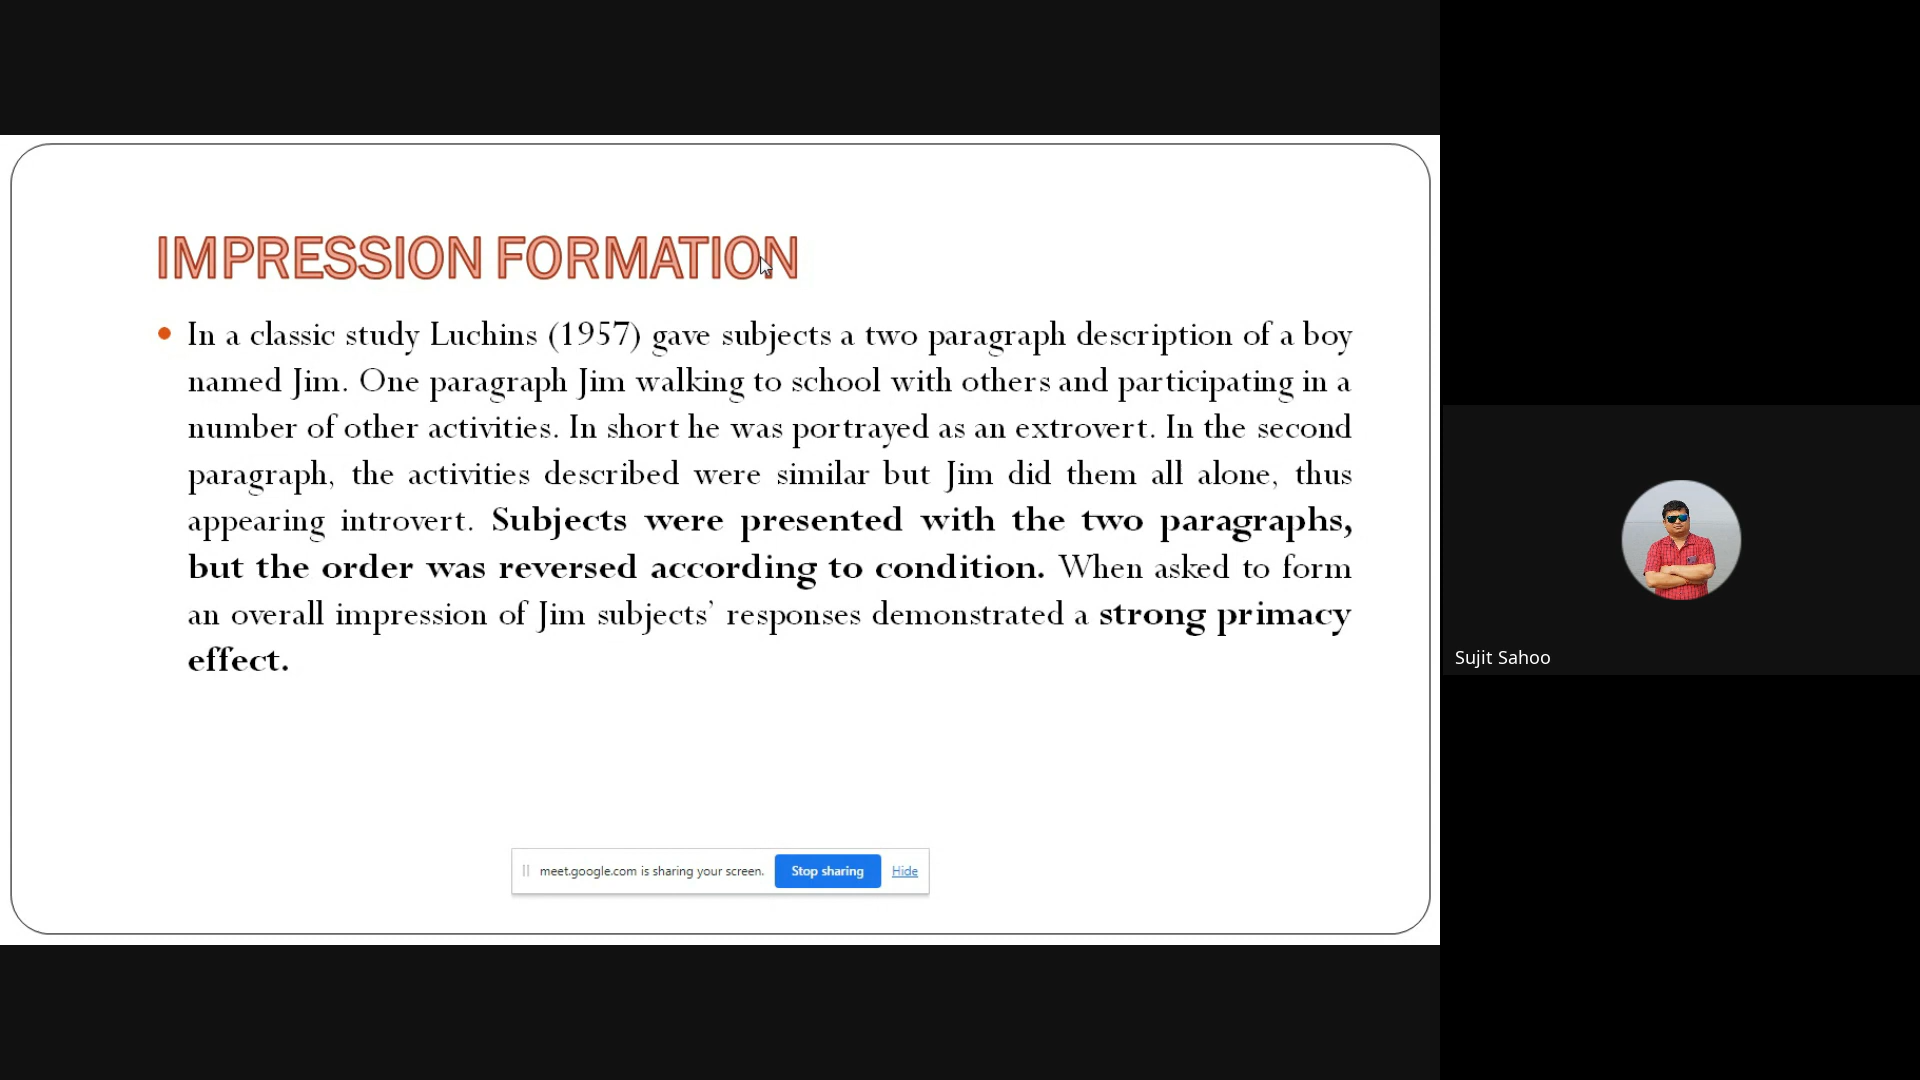 IMPRESSION FORMATION
In a classic study Luchins (1957) gave subjects a two paragraph description of a boy
named Jim. One paragraph Jim walking to school with others and participating in a
number of other activities. In short he was portrayed as an extrovert. In the second
paragraph, the activities described were similar but Jim did them all alone, thus
appearing introvert. Subjects were presented with the two paragraphs,
but the order was reversed according to condition. When asked to form
an overall impression of Jim subjects’ responses demonstrated a strong primacy
effect.
meet.google.com is sharing your screen. Stop sharing Hide
Sujit Sahoo